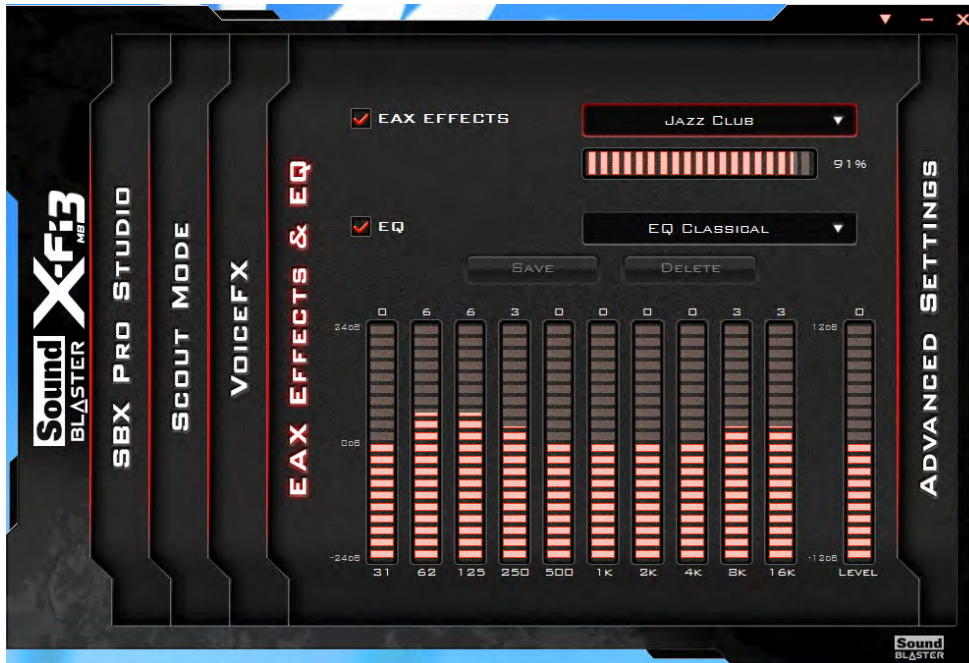 Sound
BLASTER
X-Fi3
MB
SBX PRO STUDIO
SCOUT MODE
VOICEFX
EAX EFFECTS & EQ
EAX EFFECTS
JAZZ CLUB
91%
EQ
EQ CLASSICAL
SAVE
DELETE
0 6 6 3 0 0 0 0 3 3 0
24DB
12DB
0DB
-24DB
-12DB
31 62 125 250 500 1K 2K 4K 8K 16K LEVEL
ADVANCED SETTINGS
Sound
BLASTER